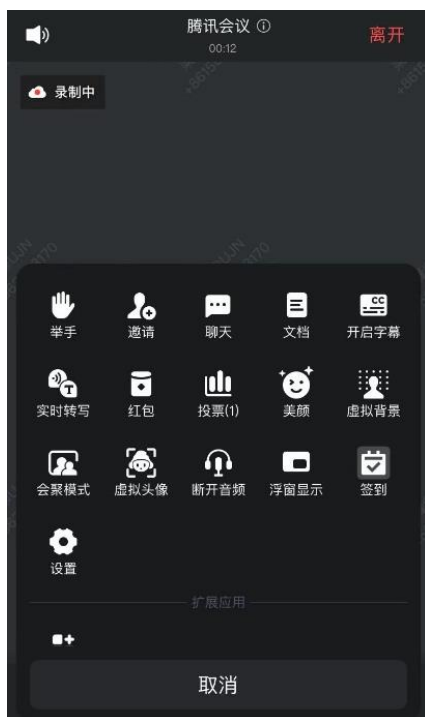 腾讯会议
离开
00:12
录制中
举手 邀请 聊天 文档 CC 开启字幕
实时转写 红包 投票(1) 美颜 虚拟背景
会聚模式 虚拟头像 断开音频 浮窗显示 签到
设置
扩展应用
取消